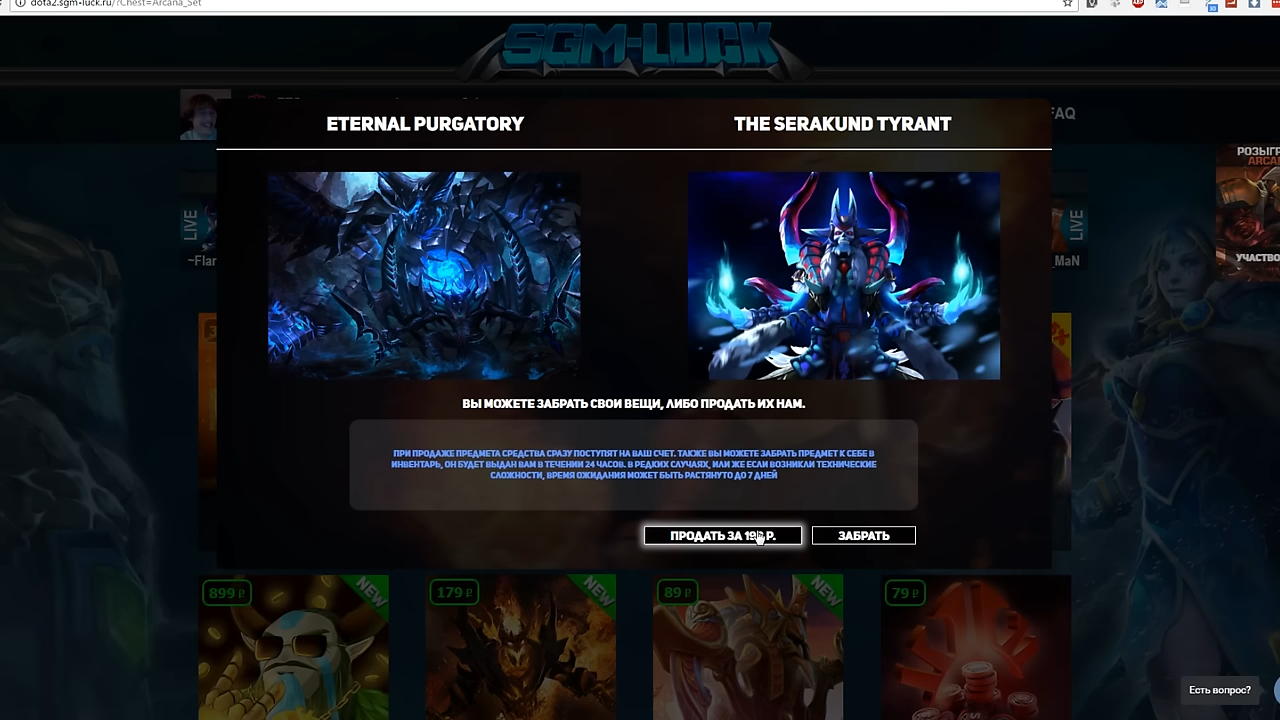 dota2.sgm-luck.ru/?Chest=Arcana_Set
SGM-LUCK
FAQ
ETERNAL PURGATORY
THE SERAKUND TYRANT
РОЗЫГР
ARCA
LIVE
LIVE
~Flar
_MaN
УЧАСТВО
ВЫ МОЖЕТЕ ЗАБРАТЬ СВОИ ВЕЩИ, ЛИБО ПРОДАТЬ ИХ НАМ.
ПРИ ПРОДАЖЕ ПРЕДМЕТА СРЕДСТВА СРАЗУ ПОСТУПЯТ НА ВАШ СЧЕТ. ТАКЖЕ ВЫ МОЖЕТЕ ЗАБРАТЬ ПРЕДМЕТ К СЕБЕ В
ИНВЕНТАРЬ, ОН БУДЕТ ВЫДАН ВАМ В ТЕЧЕНИИ 24 ЧАСОВ. В РЕДКИХ СЛУЧАЯХ, ИЛИ ЖЕ ЕСЛИ ВОЗНИКЛИ ТЕХНИЧЕСКИЕ
СЛОЖНОСТИ, ВРЕМЯ ОЖИДАНИЯ МОЖЕТ БЫТЬ РАСТЯНУТО ДО 7 ДНЕЙ
ПРОДАТЬ ЗА Р.
ЗАБРАТЬ
899 ₽
NEW
179 ₽
NEW
89 ₽
NEW
79 ₽
Есть вопрос?